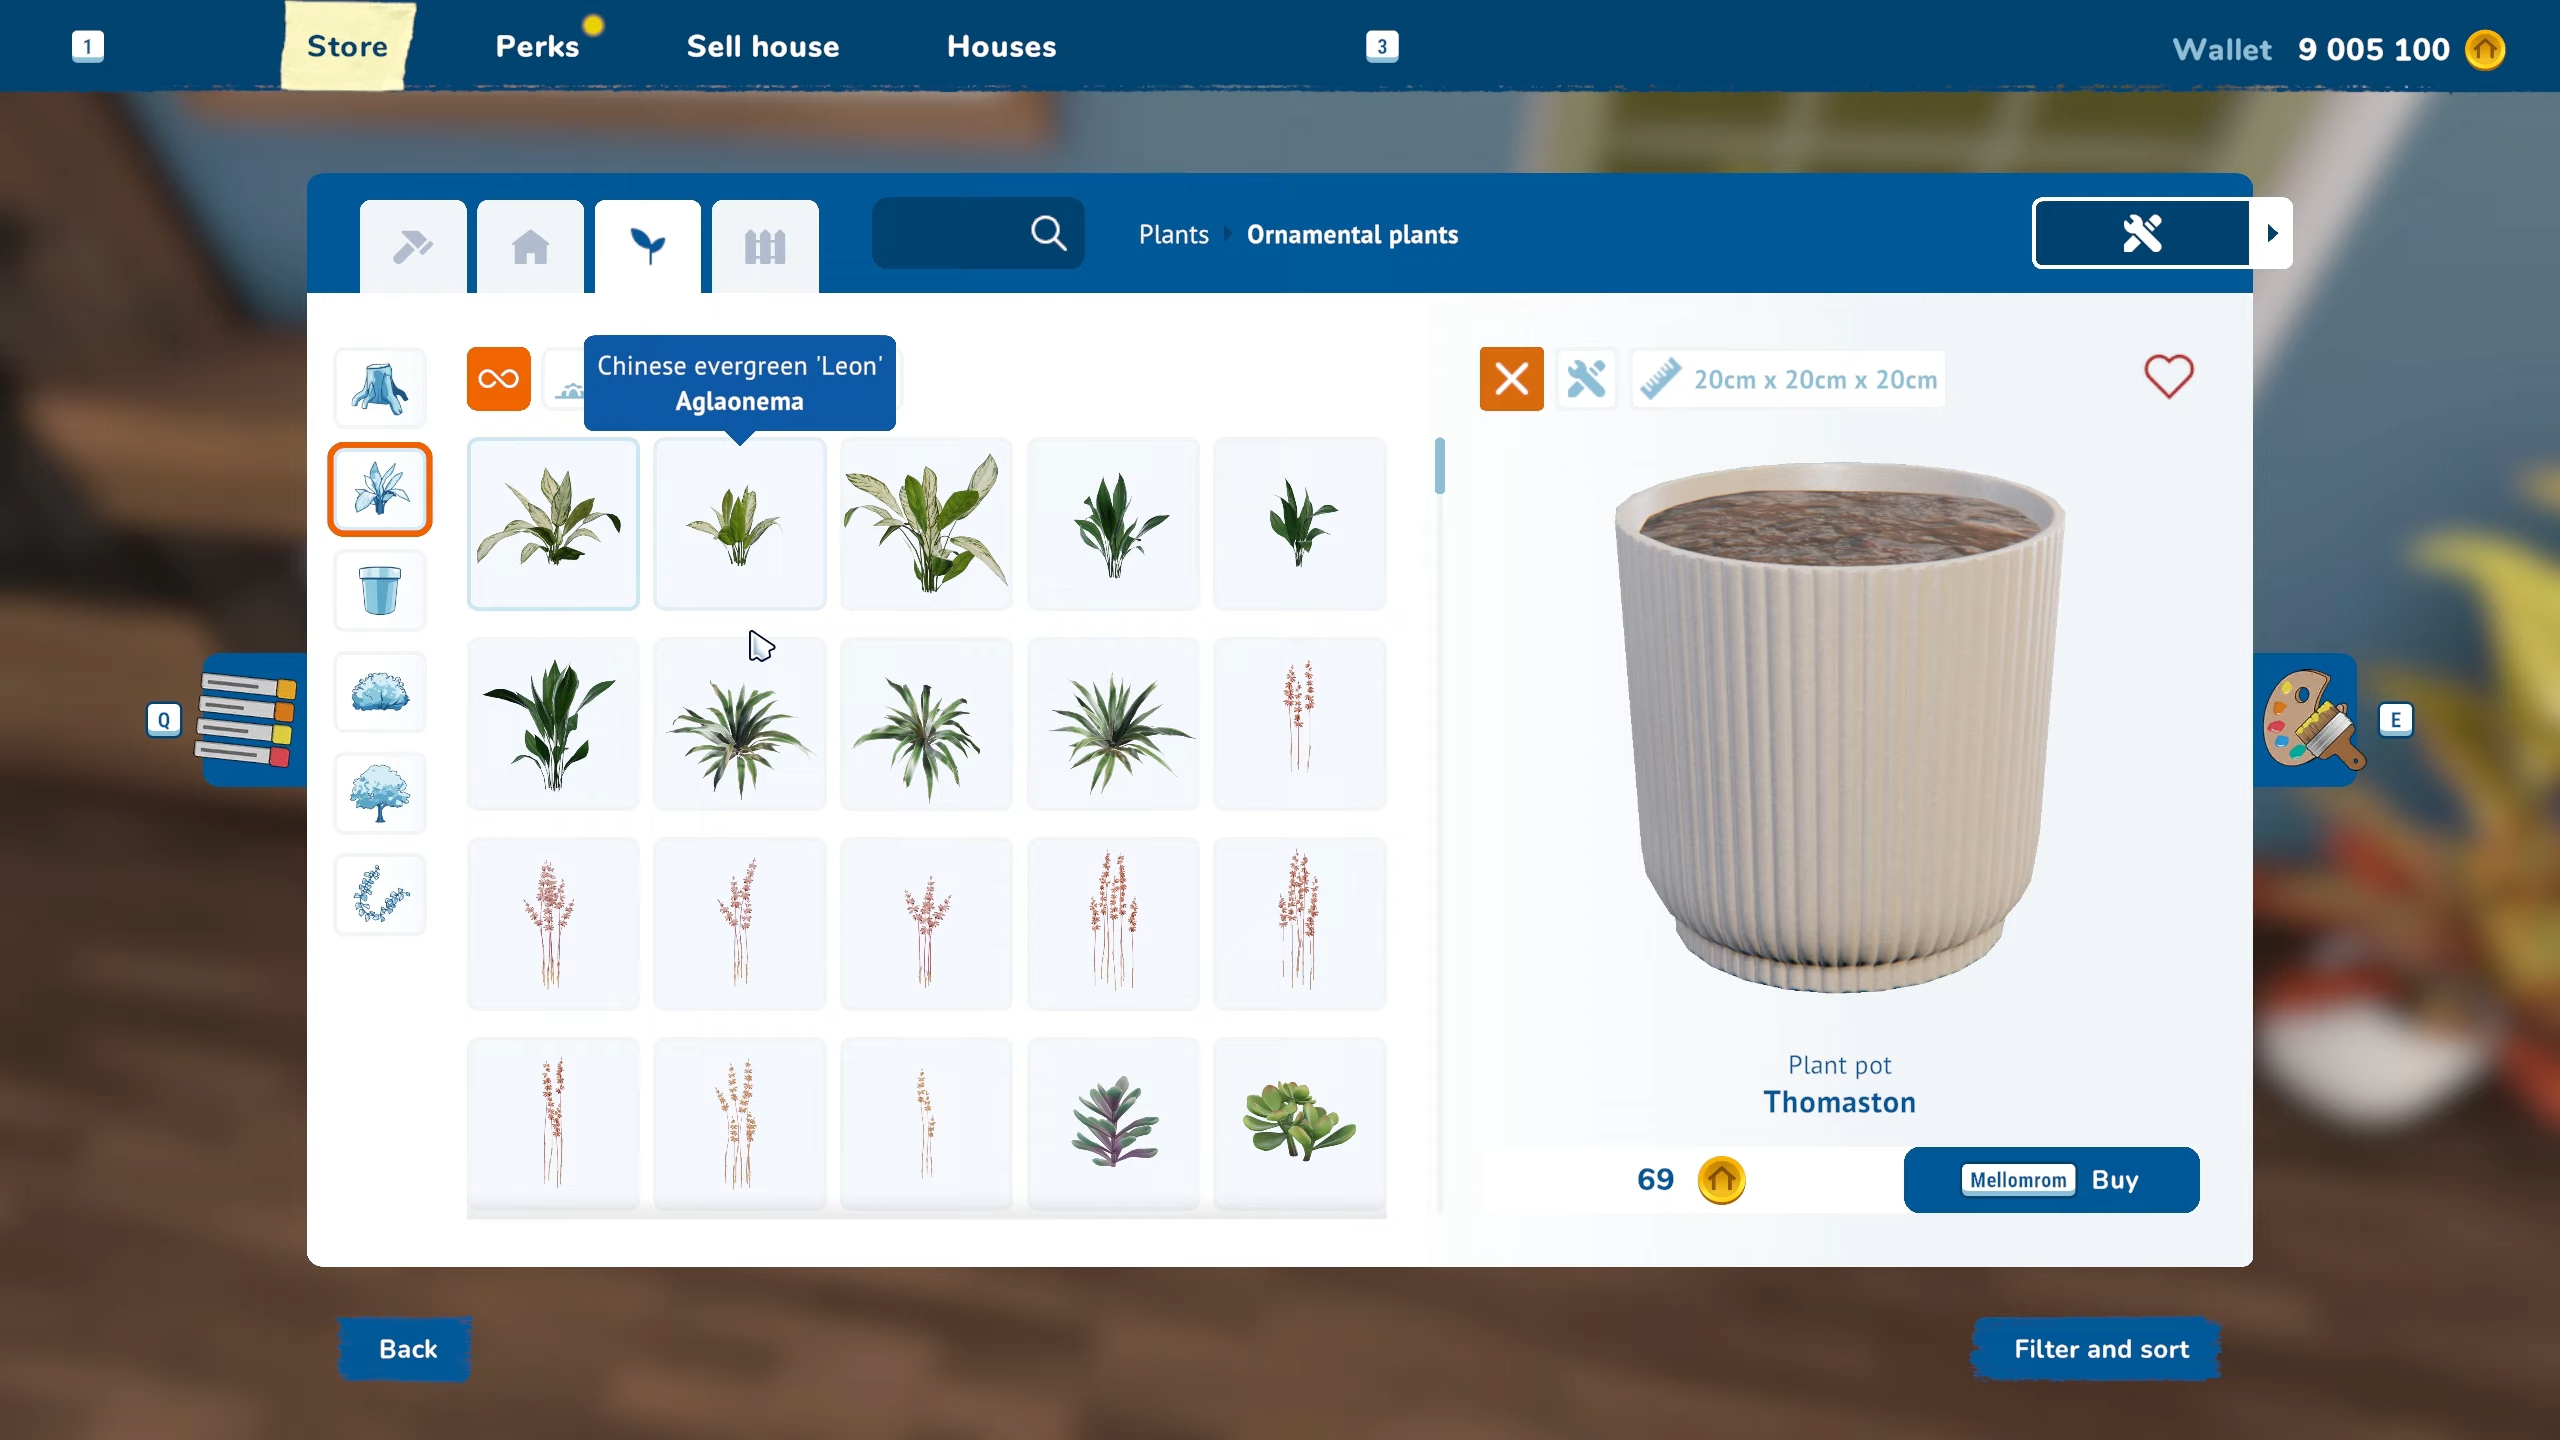 1
Store
Perks
Sell house
Houses
3
Wallet 9 005 100
Plants
Ornamental plants
Chinese evergreen 'Leon'
Aglaonema
20cm x 20cm x 20cm
Q
E
Plant pot
Thomaston
69
Mellomrom Buy
Back
Filter and sort